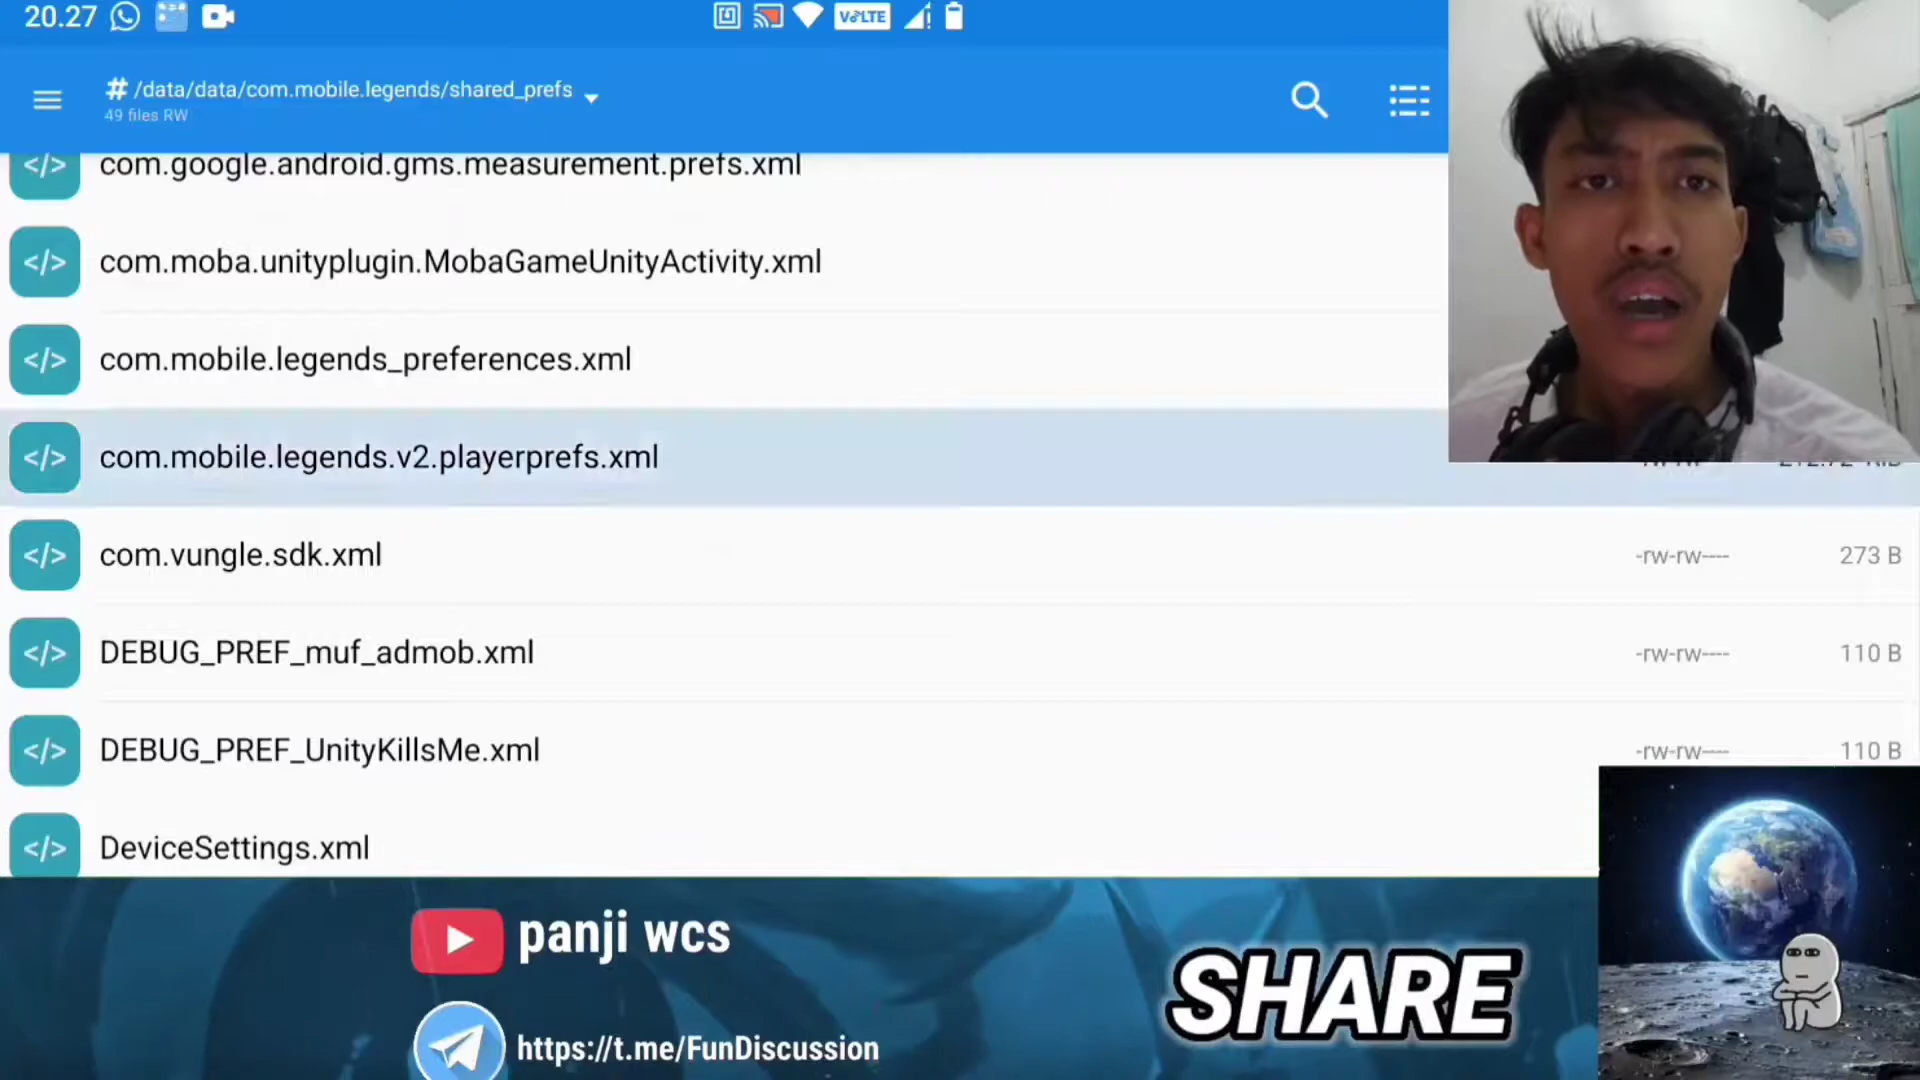 20.27
VoLTE
# /data/data/com.mobile.legends/shared_prefs
49 files RW
com.google.android.gms.measurement.prefs.xml
com.moba.unityplugin.MobaGameUnityActivity.xml
com.mobile.legends_preferences.xml
com.mobile.legends.v2.playerprefs.xml
com.vungle.sdk.xml -rw-rw---- 273 B
DEBUG_PREF_muf_admob.xml -rw-rw---- 110 B
DEBUG_PREF_UnityKillsMe.xml -rw-rw---- 110 B
DeviceSettings.xml
panji wcs
SHARE
https://t.me/FunDiscussion